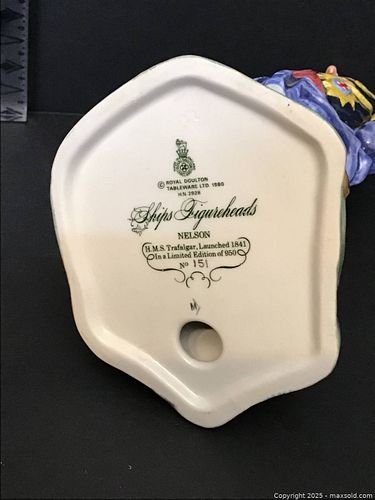 © ROYAL DOULTON
TABLEWARE LTD. 1980
H.N. 2928
Ships Figureheads
NELSON
H.M.S. Trafalgar, Launched 1841
In a Limited Edition of 950
No 151
Copyright 2025 - maxsold.com